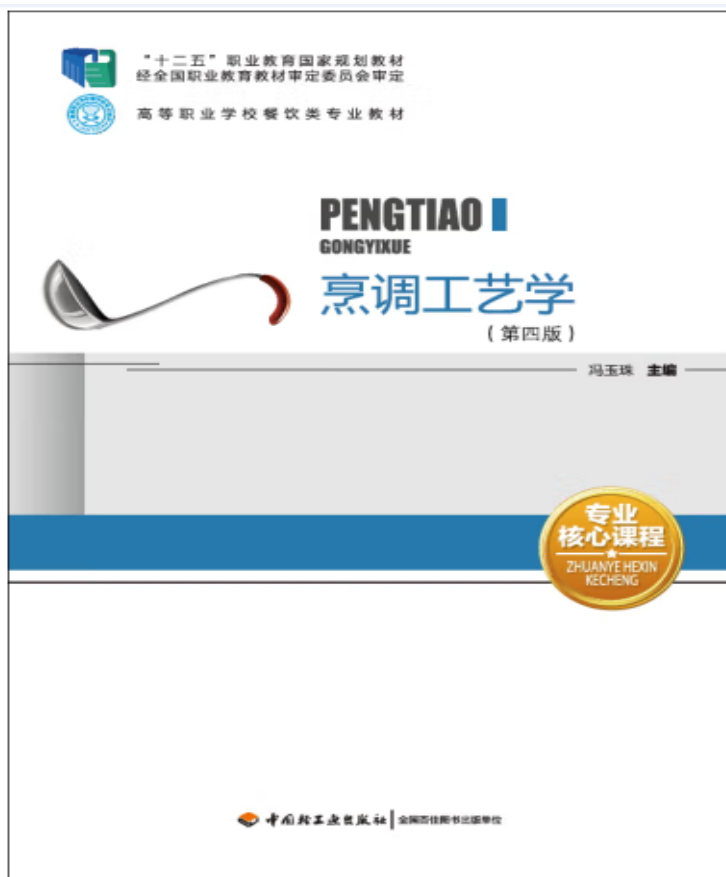 “十二五”职业教育国家规划教材
经全国职业教育教材审定委员会审定
高等职业学校餐饮类专业教材
PENGTIAO
GONGYIXUE
烹调工艺学
（第四版）
冯玉珠 主编
专业
核心课程
ZHUANYE HEXIN
KECHENG
中国轻工业出版社 全国百佳图书出版单位